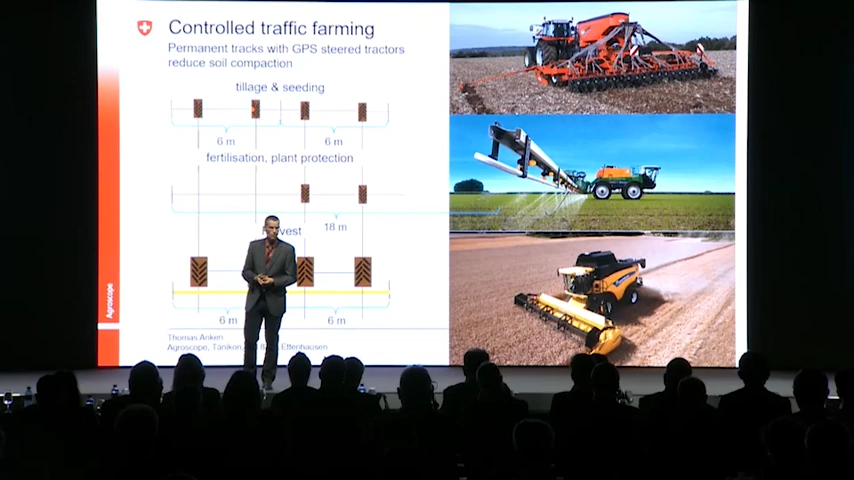 Controlled traffic farming
Permanent tracks with GPS steered tractors
reduce soil compaction
tillage & seeding
6 m
6 m
fertilisation, plant protection
18 m
6 m
6 m
Agroscope
Thomas Anken
Agroscope, Tänikon, Ettenhausen